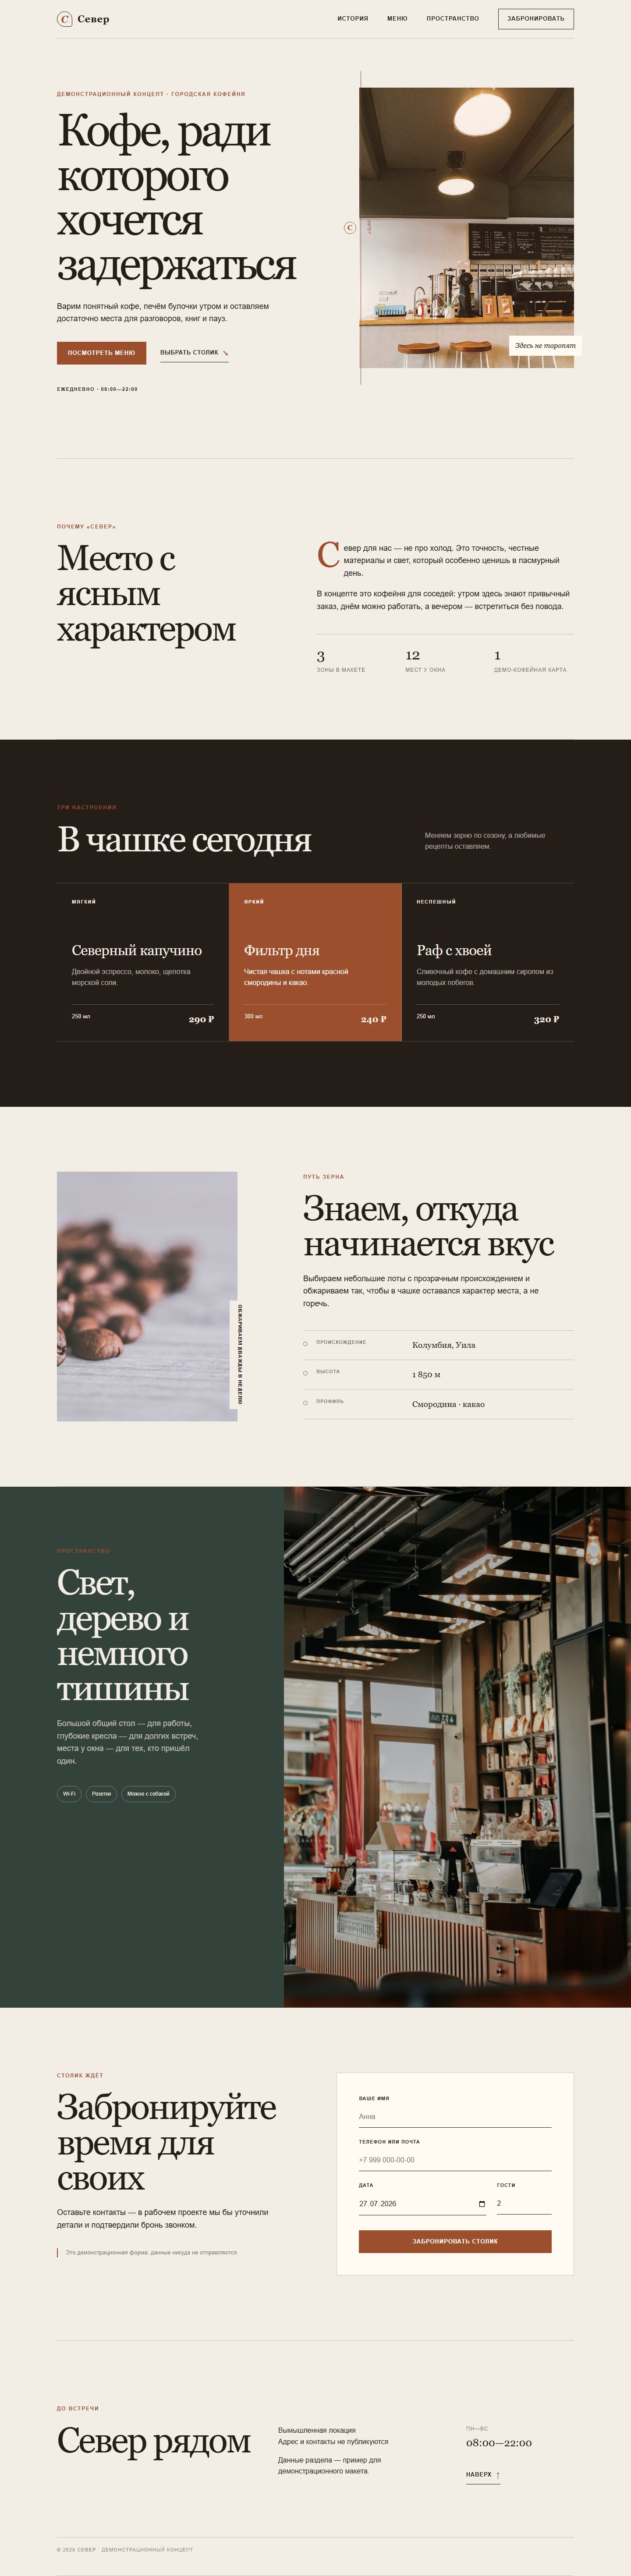 С Север
ИСТОРИЯ МЕНЮ ПРОСТРАНСТВО ЗАБРОНИРОВАТЬ
ДЕМОНСТРАЦИОННЫЙ КОНЦЕПТ · ГОРОДСКАЯ КОФЕЙНЯ
Кофе, ради
которого
хочется
задержаться
Варим понятный кофе, печём булочки утром и оставляем
достаточно места для разговоров, книг и пауз.
ПОСМОТРЕТЬ МЕНЮ ВЫБРАТЬ СТОЛИК ↘
ЕЖЕДНЕВНО · 08:00—22:00
С
Здесь не торопят
ПОЧЕМУ «СЕВЕР»
Место с
ясным
характером
Север для нас — не про холод. Это точность, честные
материалы и свет, который особенно ценишь в пасмурный
день.
В концепте это кофейня для соседей: утром здесь знают привычный
заказ, днём можно работать, а вечером — встретиться без повода.
3 12 1
ЗОНЫ В МАКЕТЕ МЕСТ У ОКНА ДЕМО-КОФЕЙНАЯ КАРТА
ТРИ НАСТРОЕНИЯ
В чашке сегодня
Меняем зерно по сезону, а любимые
рецепты оставляем.
МЯГКИЙ
Северный капучино
Двойной эспрессо, молоко, щепотка
морской соли.
250 мл 290 ₽
ЯРКИЙ
Фильтр дня
Чистая чашка с нотами красной
смородины и какао.
300 мл 240 ₽
НЕСПЕШНЫЙ
Раф с хвоей
Сливочный кофе с домашним сиропом из
молодых побегов.
250 мл 320 ₽
ОБЖАРИВАЕМ ДВАЖДЫ В НЕДЕЛЮ
ПУТЬ ЗЕРНА
Знаем, откуда
начинается вкус
Выбираем небольшие лоты с прозрачным происхождением и
обжариваем так, чтобы в чашке оставался характер места, а не
горечь.
ПРОИСХОЖДЕНИЕ Колумбия, Уила
ВЫСОТА 1 850 м
ПРОФИЛЬ Смородина · какао
ПРОСТРАНСТВО
Свет,
дерево и
немного
тишины
Большой общий стол — для работы,
глубокие кресла — для долгих встреч,
места у окна — для тех, кто пришёл
один.
Wi-Fi Розетки Можно с собакой
СТОЛИК ЖДЁТ
Забронируйте
время для
своих
Оставьте контакты — в рабочем проекте мы бы уточнили
детали и подтвердили бронь звонком.
Это демонстрационная форма: данные никуда не отправляются.
ВАШЕ ИМЯ
Анна
ТЕЛЕФОН ИЛИ ПОЧТА
+7 999 000-00-00
ДАТА ГОСТИ
27.07.2026 2
ЗАБРОНИРОВАТЬ СТОЛИК
ДО ВСТРЕЧИ
Север рядом
Вымышленная локация
Адрес и контакты не публикуются
Данные раздела — пример для
демонстрационного макета.
ПН—ВС
08:00—22:00
НАВЕРХ ↑
© 2026 СЕВЕР · ДЕМОНСТРАЦИОННЫЙ КОНЦЕПТ